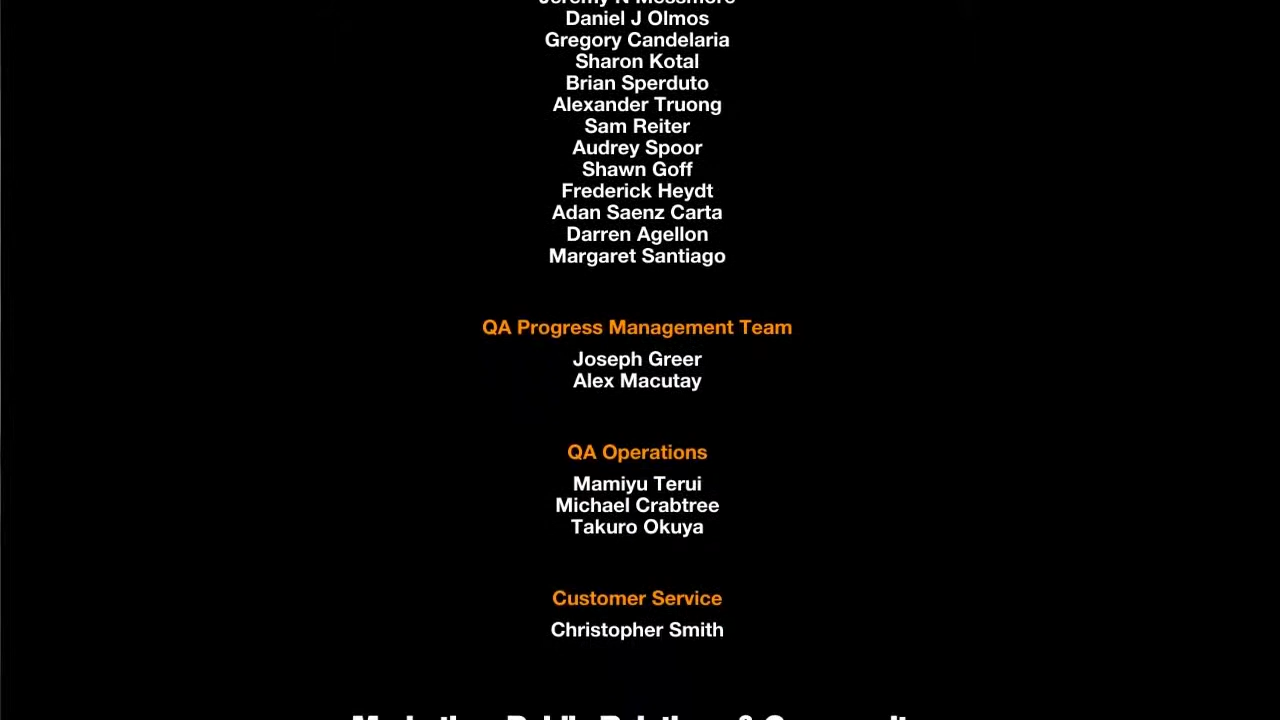 Daniel J Olmos
Gregory Candelaria
Sharon Kotal
Brian Sperduto
Alexander Truong
Sam Reiter
Audrey Spoor
Shawn Goff
Frederick Heydt
Adan Saenz Carta
Darren Agellon
Margaret Santiago
QA Progress Management Team
Joseph Greer
Alex Macutay
QA Operations
Mamiyu Terui
Michael Crabtree
Takuro Okuya
Customer Service
Christopher Smith